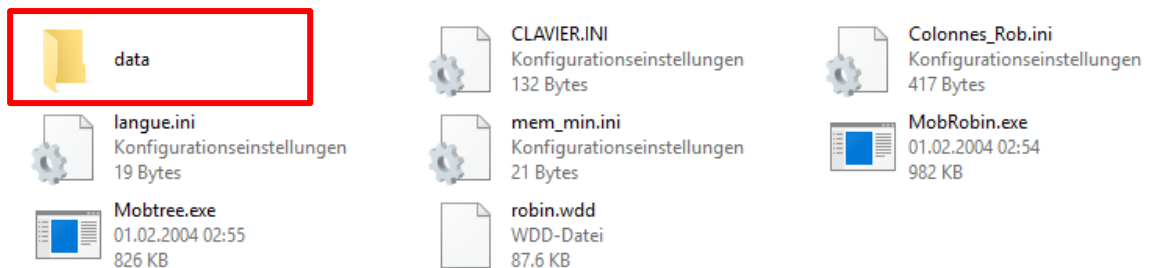 data
CLAVIER.INI
Konfigurationseinstellungen
132 Bytes
Colonnes_Rob.ini
Konfigurationseinstellungen
417 Bytes
langue.ini
Konfigurationseinstellungen
19 Bytes
mem_min.ini
Konfigurationseinstellungen
21 Bytes
MobRobin.exe
01.02.2004 02:54
982 KB
Mobtree.exe
01.02.2004 02:55
826 KB
robin.wdd
WDD-Datei
87.6 KB